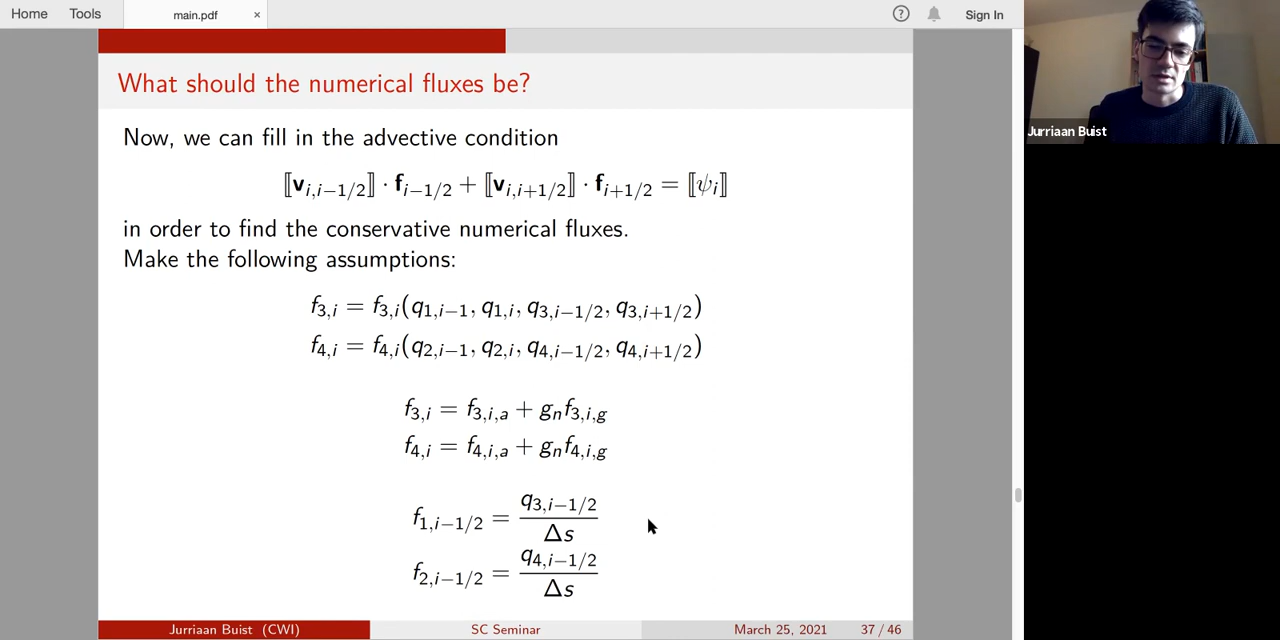 Home Tools main.pdf × ? Sign In
What should the numerical fluxes be?
Now, we can fill in the advective condition
⟦v_{i,i−1/2}⟧ · f_{i−1/2} + ⟦v_{i,i+1/2}⟧ · f_{i+1/2} = ⟦ψ_i⟧
in order to find the conservative numerical fluxes.
Make the following assumptions:
f_{3,i} = f_{3,i}(q_{1,i−1}, q_{1,i}, q_{3,i−1/2}, q_{3,i+1/2})
f_{4,i} = f_{4,i}(q_{2,i−1}, q_{2,i}, q_{4,i−1/2}, q_{4,i+1/2})
f_{3,i} = f_{3,i,a} + g_n f_{3,i,g}
f_{4,i} = f_{4,i,a} + g_n f_{4,i,g}
f_{1,i−1/2} = q_{3,i−1/2} / Δs
f_{2,i−1/2} = q_{4,i−1/2} / Δs
Jurriaan Buist (CWI) SC Seminar March 25, 2021 37 / 46
Jurriaan Buist